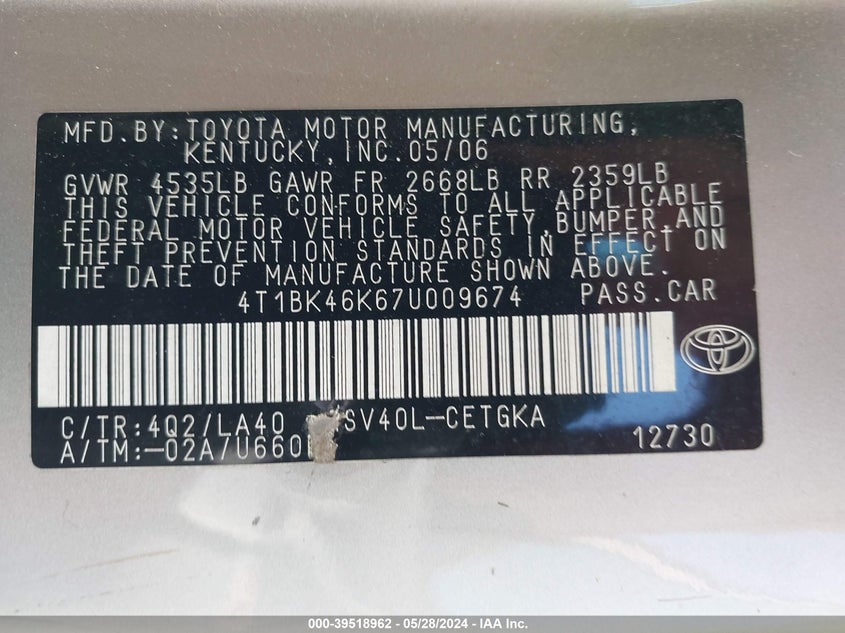 MFD.BY:TOYOTA MOTOR MANUFACTURING,
KENTUCKY,INC.05/06
GVWR 4535LB GAWR FR 2668LB RR 2359LB
THIS VEHICLE CONFORMS TO ALL APPLICABLE
FEDERAL MOTOR VEHICLE SAFETY,BUMPER,AND
THEFT PREVENTION STANDARDS IN EFFECT ON
THE DATE OF MANUFACTURE SHOWN ABOVE.
4T1BK46K67U009674 PASS.CAR
C/TR:4Q2/LA40 SV40L-CETGKA
A/TM:-02A/U660 12730
000-39518962 / 05/28/2024 - IAA Inc.